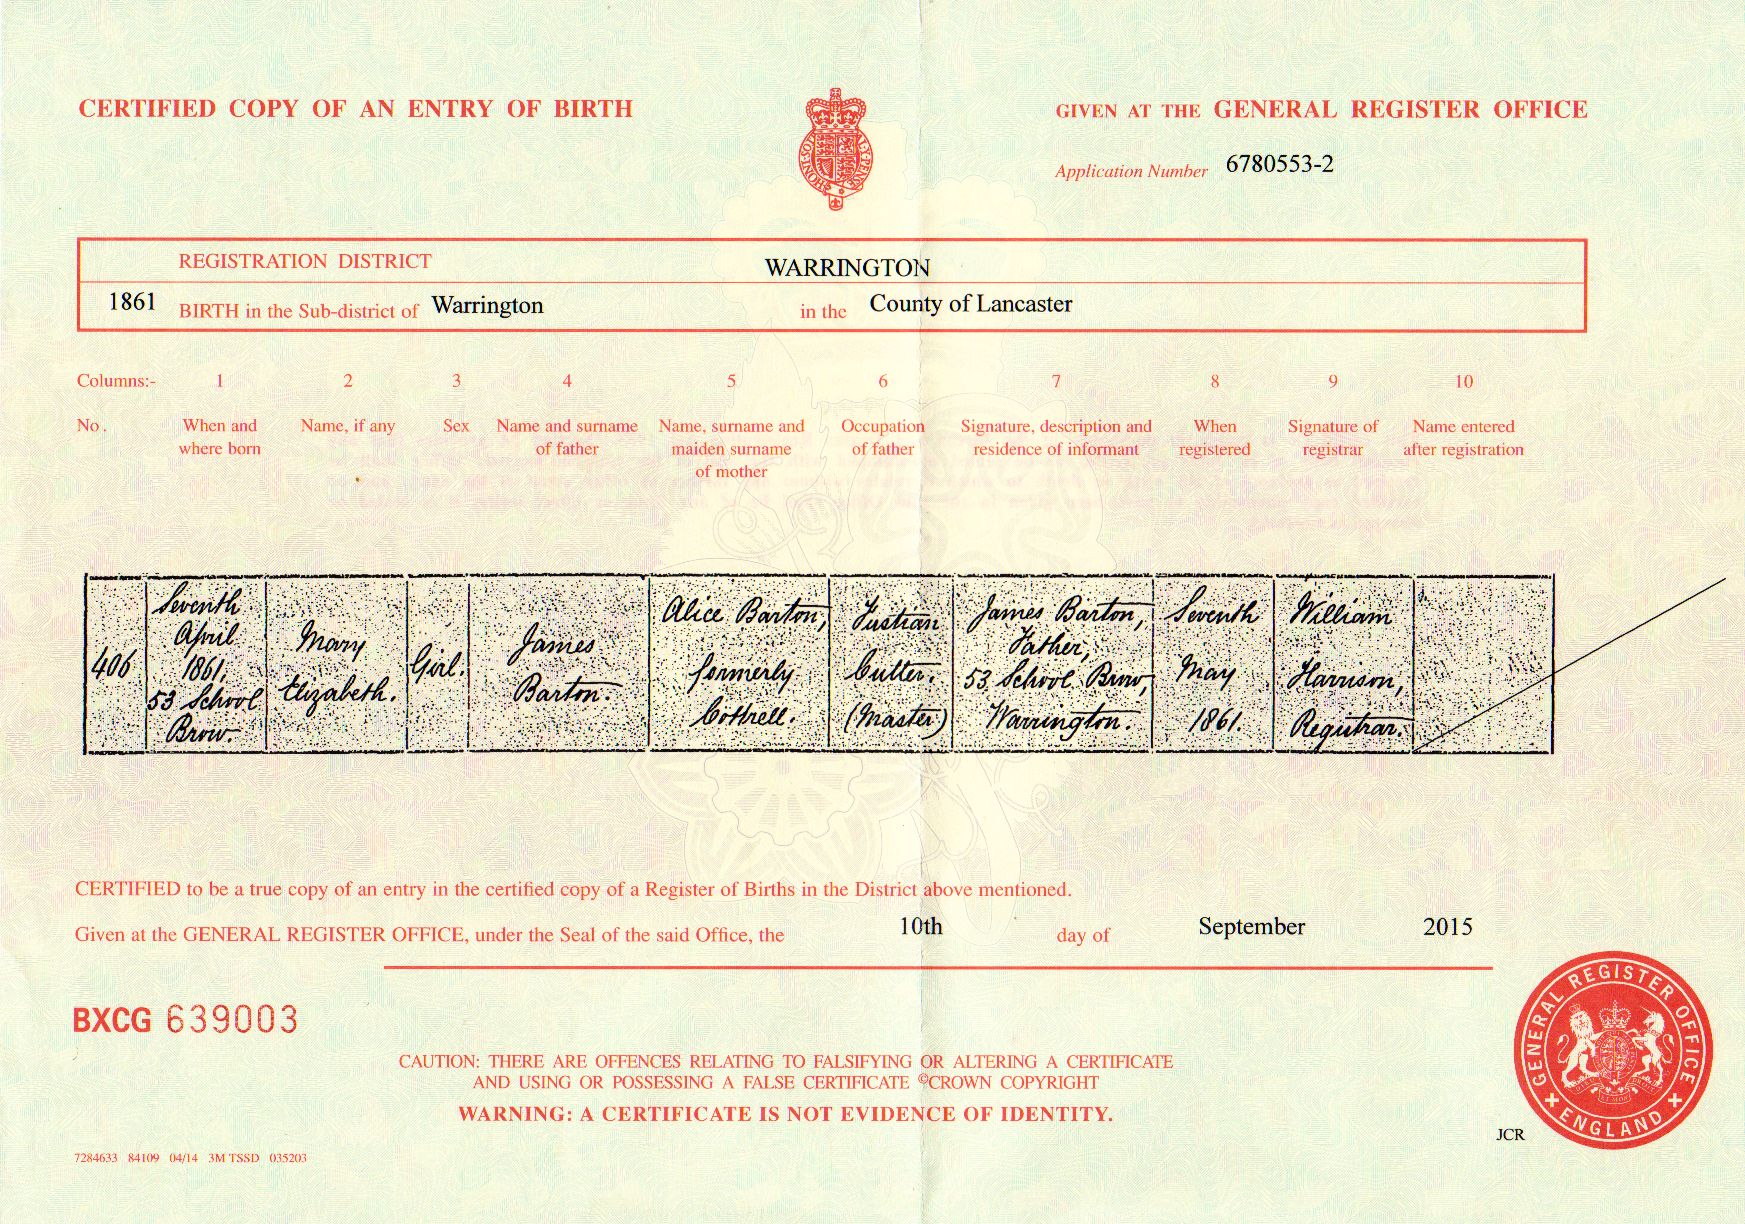 CERTIFIED COPY OF AN ENTRY OF BIRTH
GIVEN AT THE GENERAL REGISTER OFFICE
Application Number 6780553-2
REGISTRATION DISTRICT WARRINGTON
1861 BIRTH in the Sub-district of Warrington in the County of Lancaster
Columns:- 1 2 3 4 5 6 7 8 9 10
No. When and where born
Name, if any
Sex
Name and surname of father
Name, surname and maiden surname of mother
Occupation of father
Signature, description and residence of informant
When registered
Signature of registrar
Name entered after registration
406
Seventh
April
1861,
53 School
Brow.
Mary
Elizabeth.
Girl.
James
Barton.
Alice Barton,
formerly
Cottrell.
Fustian
Cutter.
(Master)
James Barton,
Father,
53 School Brow,
Warrington.
Seventh
May
1861.
William
Harrison,
Registrar.
CERTIFIED to be a true copy of an entry in the certified copy of a Register of Births in the District above mentioned.
Given at the GENERAL REGISTER OFFICE, under the Seal of the said Office, the 10th day of September 2015
BXCG 639003
CAUTION: THERE ARE OFFENCES RELATING TO FALSIFYING OR ALTERING A CERTIFICATE
AND USING OR POSSESSING A FALSE CERTIFICATE ©CROWN COPYRIGHT
WARNING: A CERTIFICATE IS NOT EVIDENCE OF IDENTITY.
GENERAL REGISTER OFFICE
ENGLAND
JCR
7284633 84109 04/14 3M TSSD 035203